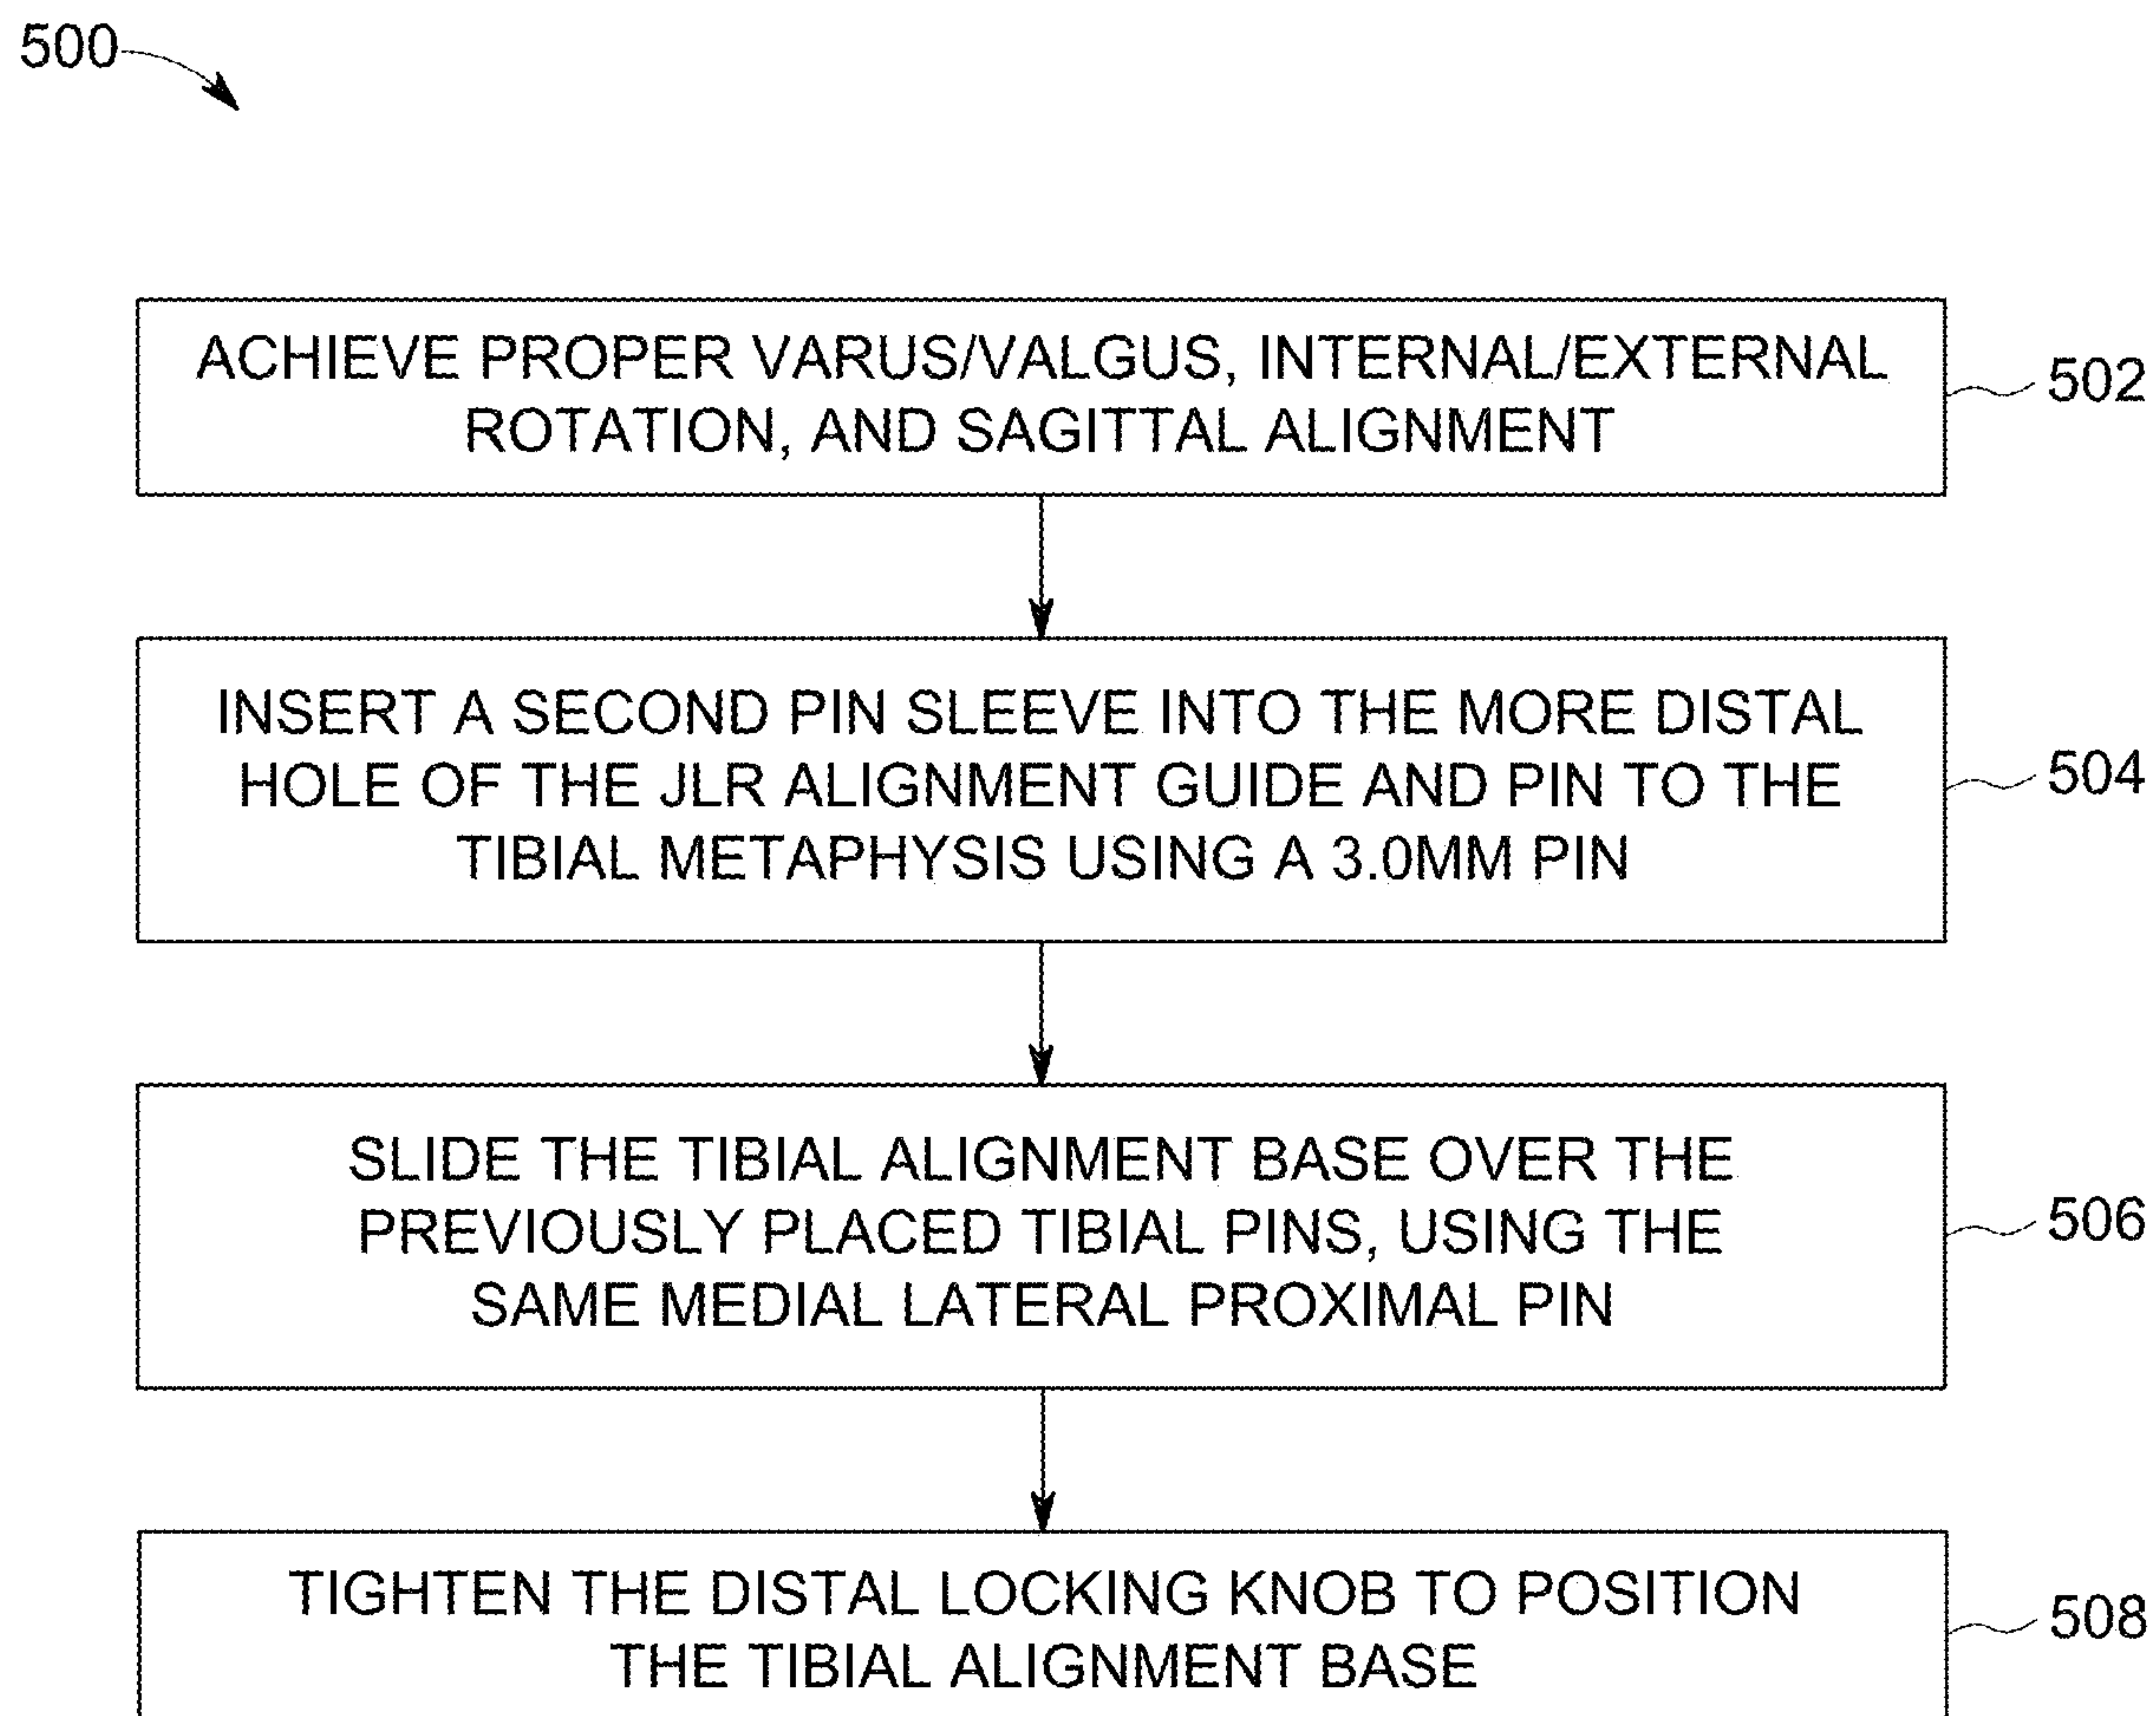 500
ACHIEVE PROPER VARUS/VALGUS, INTERNAL/EXTERNAL
ROTATION, AND SAGITTAL ALIGNMENT
502
INSERT A SECOND PIN SLEEVE INTO THE MORE DISTAL
HOLE OF THE JLR ALIGNMENT GUIDE AND PIN TO THE
TIBIAL METAPHYSIS USING A 3.0MM PIN
504
SLIDE THE TIBIAL ALIGNMENT BASE OVER THE
PREVIOUSLY PLACED TIBIAL PINS, USING THE
SAME MEDIAL LATERAL PROXIMAL PIN
506
TIGHTEN THE DISTAL LOCKING KNOB TO POSITION
THE TIBIAL ALIGNMENT BASE
508